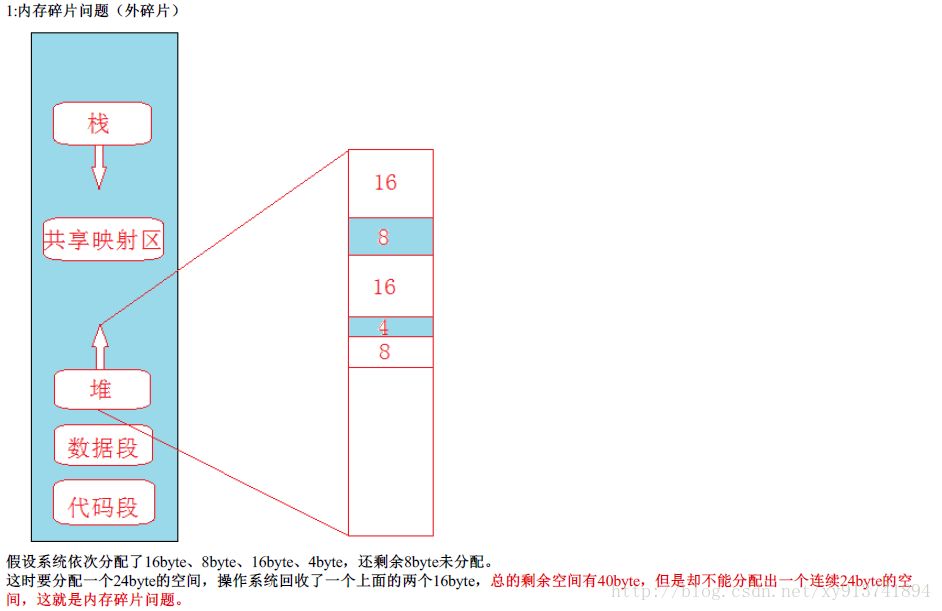 1:内存碎片问题（外碎片）
栈
共享映射区
堆
数据段
代码段
16
8
16
4
8
假设系统依次分配了16byte、8byte、16byte、4byte，还剩余8byte未分配。
这时要分配一个24byte的空间，操作系统回收了一个上面的两个16byte，总的剩余空间有40byte，但是却不能分配出一个连续24byte的空
间，这就是内存碎片问题。
http://blog.csdn.net/xy913741894